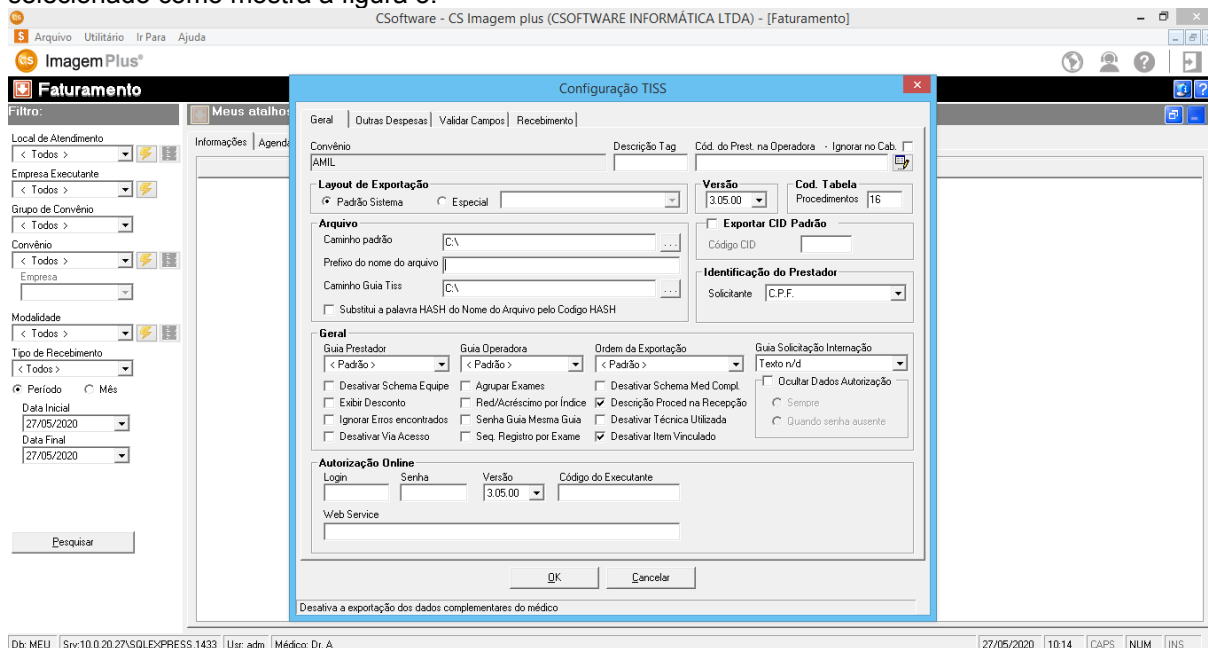 selecionado como mostra a figura 3.
CSoftware - CS Imagem plus (CSOFTWARE INFORMÁTICA LTDA) - [Faturamento]
Arquivo Utilitário Ir Para Ajuda
cs ImagemPlus®
Faturamento
Configuração TISS
Filtro:
Meus atalhos
Geral Outras Despesas Validar Campos Recebimento
Local de Atendimento
< Todos >
Informações Agenda
Convênio Descrição Tag Cód. do Prest. na Operadora - Ignorar no Cab.
AMIL
Empresa Executante
< Todos >
Layout de Exportação Versão Cod. Tabela
Padrão Sistema Especial 3.05.00 Procedimentos 16
Grupo de Convênio
< Todos >
Arquivo Exportar CID Padrão
Caminho padrão C:\ Código CID
Convênio
< Todos >
Prefixo do nome do arquivo Identificação do Prestador
Empresa
Caminho Guia Tiss C:\ Solicitante C.P.F.
Substitui a palavra HASH do Nome do Arquivo pelo Codigo HASH
Modalidade
< Todos >
Geral
Guia Prestador Guia Operadora Ordem da Exportação Guia Solicitação Internação
< Padrão > < Padrão > < Padrão > Texto n/d
Tipo de Recebimento
< Todos >
Desativar Schema Equipe Agrupar Exames Desativar Schema Med Compl. Ocultar Dados Autorização
Período Mês
Exibir Desconto Red/Acréscimo por Índice Descrição Proced na Recepção Sempre
Ignorar Erros encontrados Senha Guia Mesma Guia Desativar Técnica Utilizada Quando senha ausente
Desativar Via Acesso Seq. Registro por Exame Desativar Item Vinculado
Data Inicial
27/05/2020
Data Final
27/05/2020
Autorização Online
Login Senha Versão Código do Executante
3.05.00
Web Service
Pesquisar
OK Cancelar
Desativa a exportação dos dados complementares do médico
Db: MEU Srv:10.0.20.27\SQLEXPRESS,1433 Usr: adm Médico: Dr. A 27/05/2020 10:14 CAPS NUM INS